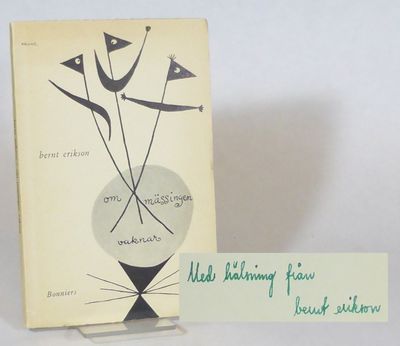 bernt erikson
om
mässingen
vaknar
Bonniers
Med hälsning från
bernt erikson